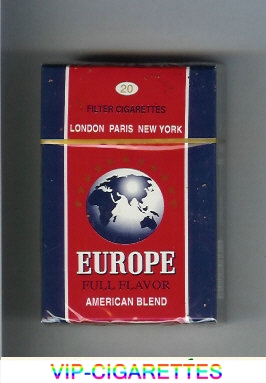 20
FILTER CIGARETTES
LONDON PARIS NEW YORK
EUROPE
FULL FLAVOR
AMERICAN BLEND
VIP-CIGARETTES